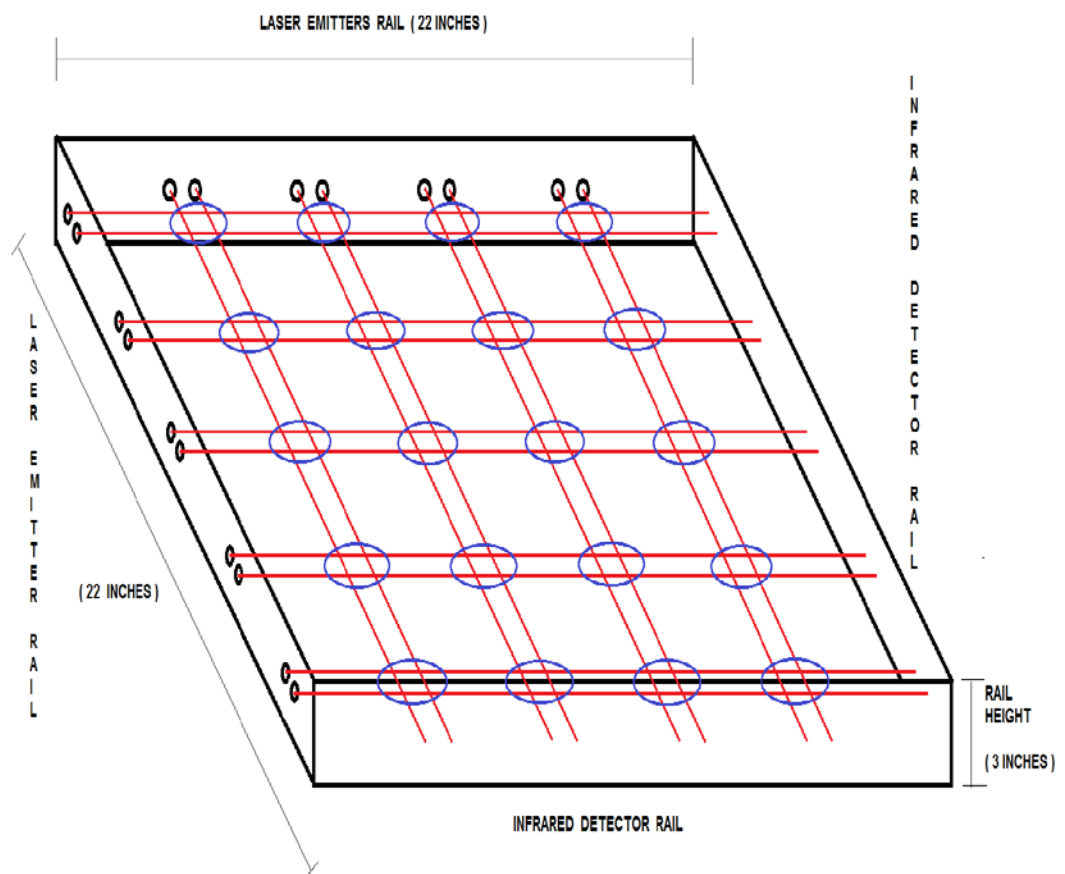 LASER EMITTERS RAIL ( 22 INCHES )
INFRARED DETECTOR RAIL
LASER EMITTER RAIL
( 22 INCHES )
RAIL
HEIGHT
( 3 INCHES )
INFRARED DETECTOR RAIL